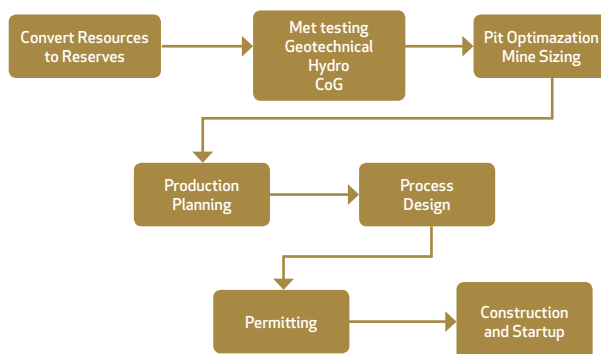 Convert Resources
to Reserves
Met testing
Geotechnical
Hydro
CoG
Pit Optimazation
Mine Sizing
Production
Planning
Process
Design
Permitting
Construction
and Startup